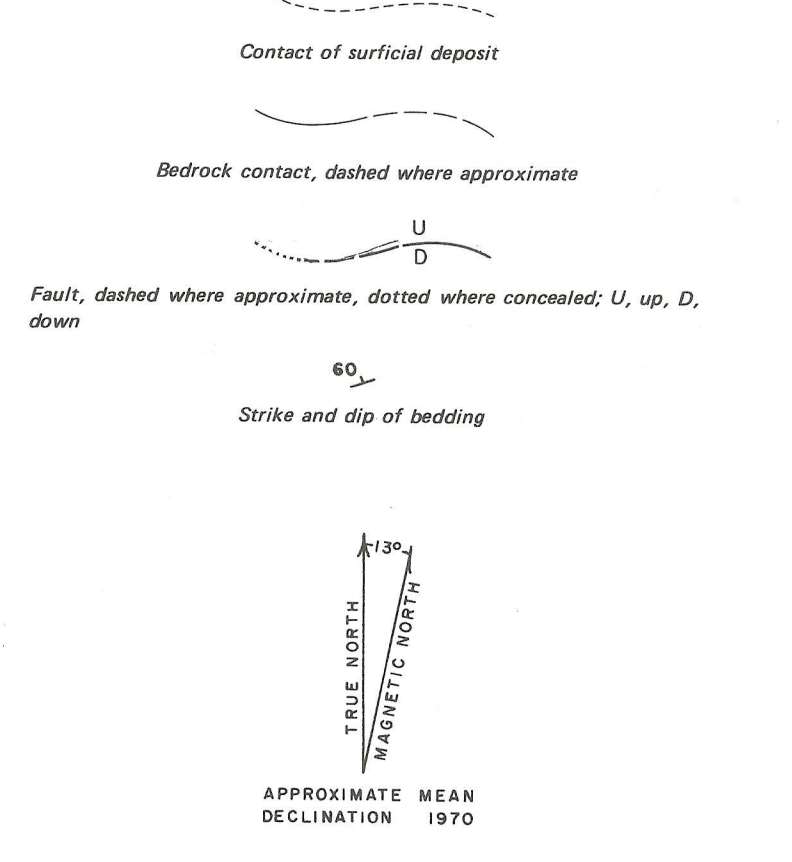 Contact of surficial deposit
Bedrock contact, dashed where approximate
U
D
Fault, dashed where approximate, dotted where concealed; U, up, D,
down
60
Strike and dip of bedding
13°
TRUE NORTH
MAGNETIC NORTH
APPROXIMATE MEAN
DECLINATION 1970